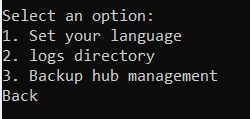 Select an option:
1. Set your language
2. logs directory
3. Backup hub management
Back